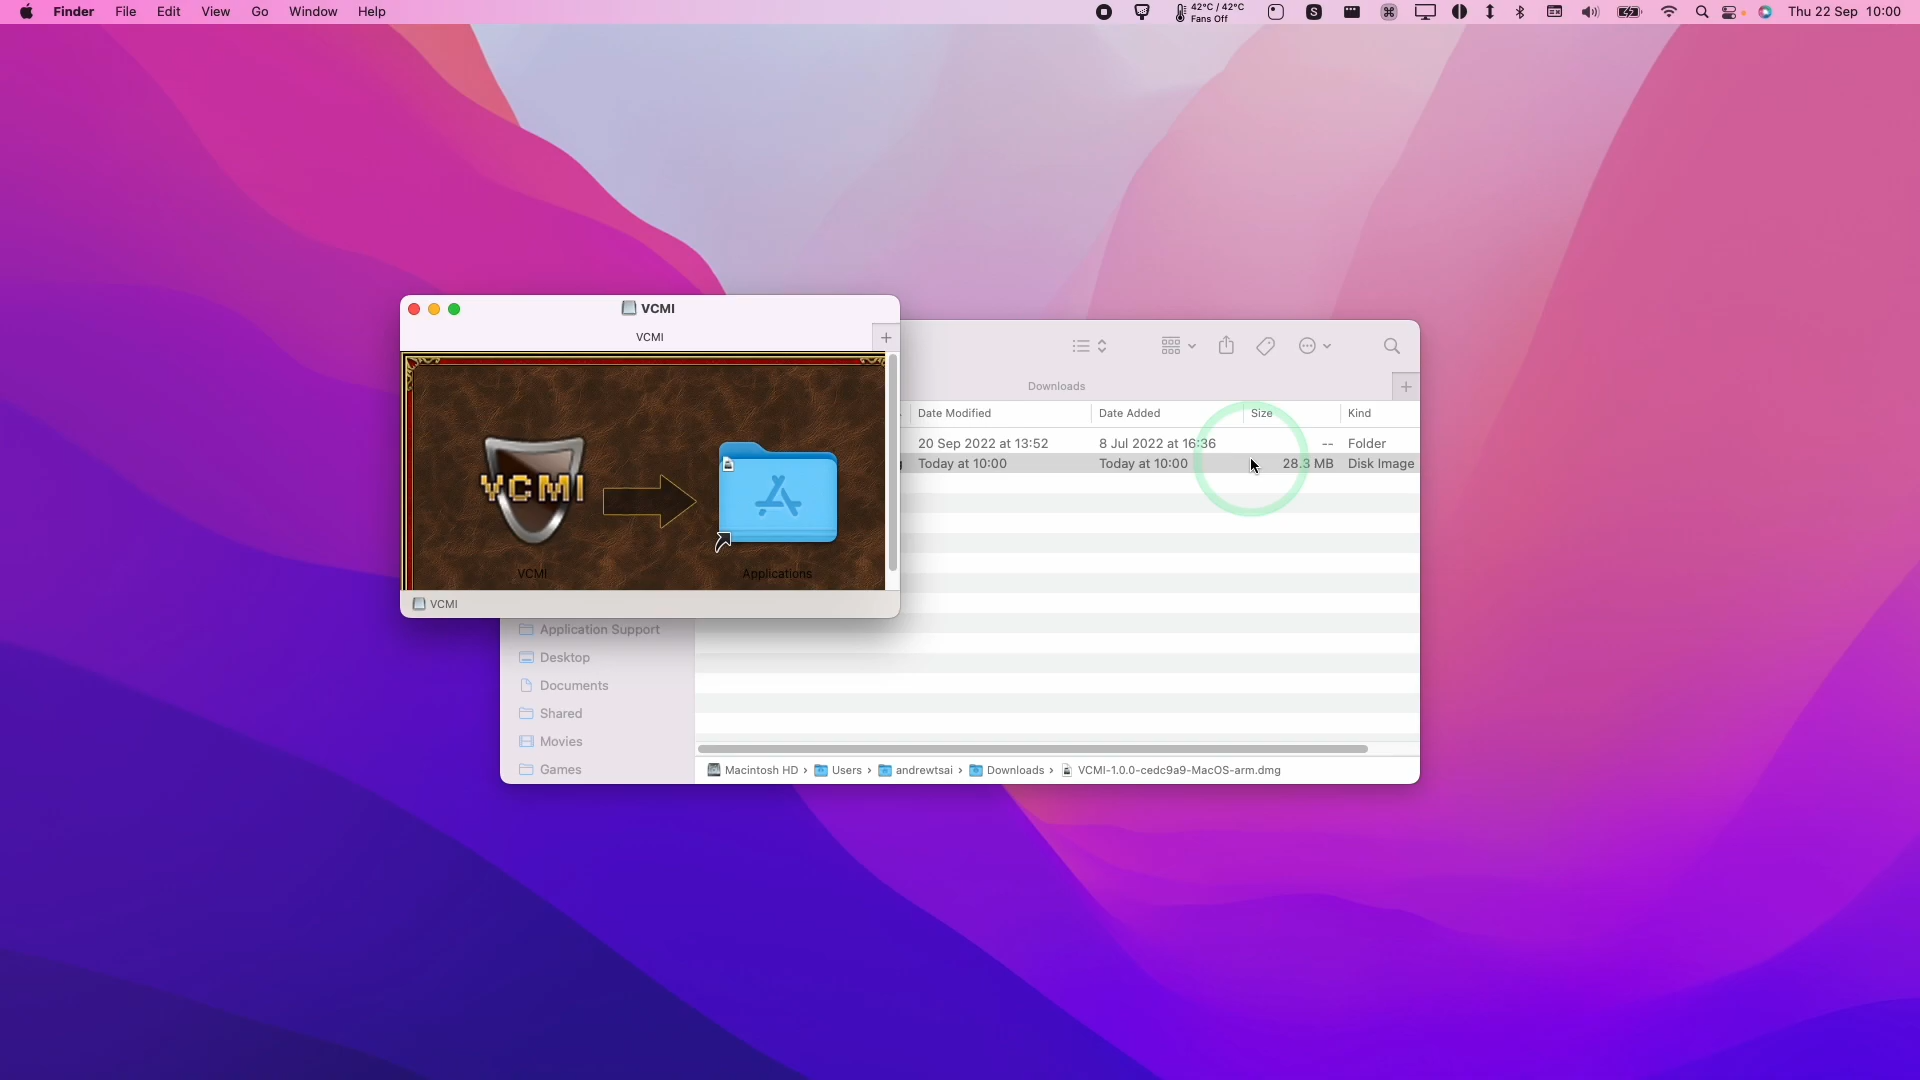 Finder File Edit View Go Window Help 42°C / 42°C Thu 22 Sep 10:00
Fans Off
VCMI
VCMI
VCMI
VCMI
Applications
VCMI
Downloads
Date Modified Date Added Size Kind
20 Sep 2022 at 13:52 8 Jul 2022 at 16:36 -- Folder
Today at 10:00 Today at 10:00 28.3 MB Disk Image
Application Support
Desktop
Documents
Shared
Movies
Games
Macintosh HD › Users › andrewtsai › Downloads › VCMI-1.0.0-cedc9a9-MacOS-arm.dmg